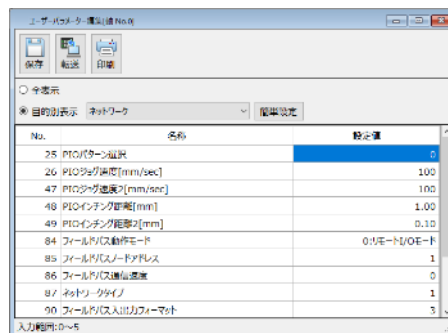 ユーザーパラメーター編集[軸 No.0]
保存 転送 印刷
全表示
目的別表示 ネットワーク 簡単設定
No. 名称 設定値
25 PIOパターン選択 0
26 PIOジョグ速度[mm/sec] 100
47 PIOジョグ速度2[mm/sec] 100
48 PIOインチング距離[mm] 1.00
49 PIOインチング距離2[mm] 0.10
84 フィールドバス動作モード 0:リモートI/Oモード
85 フィールドバスノードアドレス 1
86 フィールドバス通信速度 0
87 ネットワークタイプ 1
90 フィールドバス入出力フォーマット 3
入力範囲:0～5